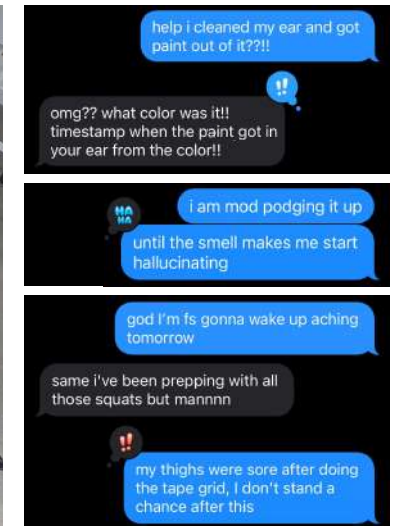 help i cleaned my ear and got
paint out of it??!!
!!
omg?? what color was it!!
timestamp when the paint got in
your ear from the color!!
HA
HA
i am mod podging it up
until the smell makes me start
hallucinating
god I'm fs gonna wake up aching
tomorrow
same i've been prepping with all
those squats but mannnn
!!
my thighs were sore after doing
the tape grid, I don't stand a
chance after this